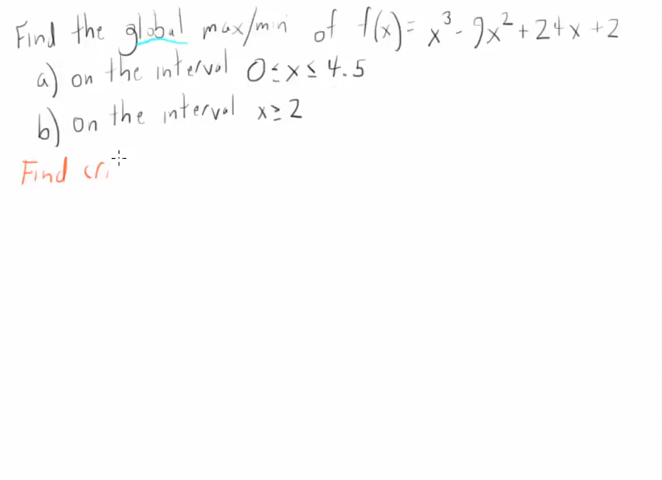 Find the global max/min of f(x) = x³ - 9x² + 24x + 2
a) on the interval 0 ≤ x ≤ 4.5
b) on the interval x ≥ 2
Find cri